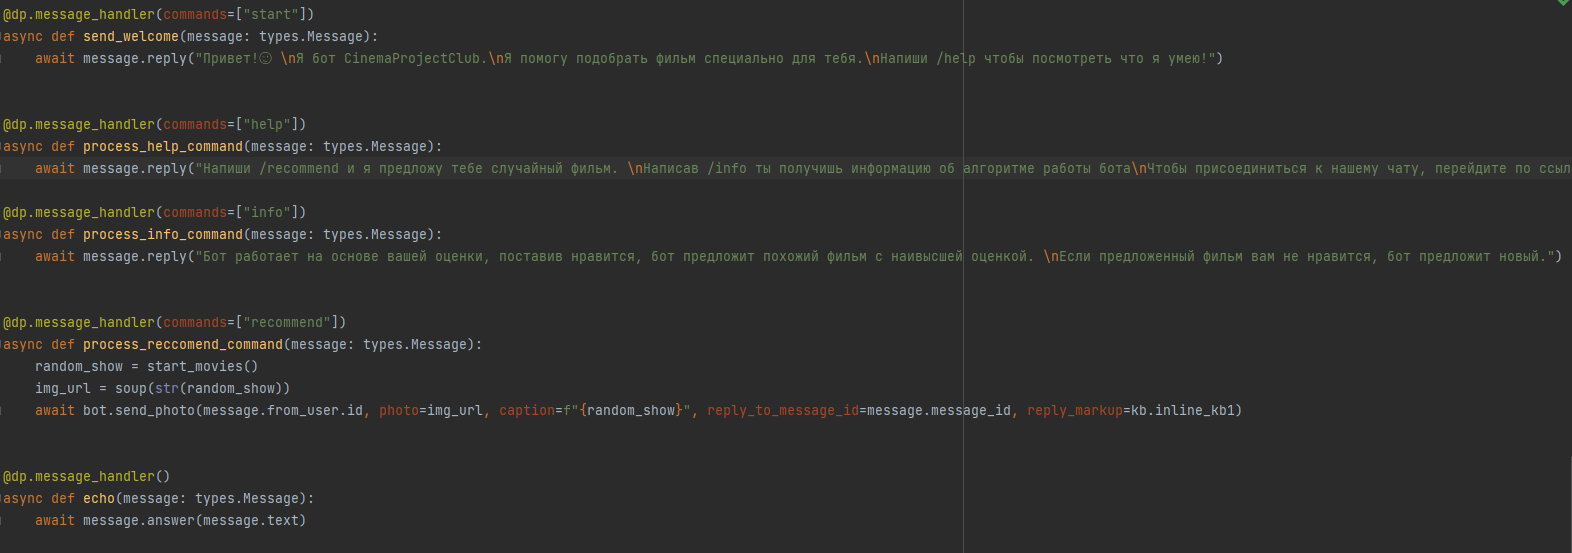 @dp.message_handler(commands=["start"])
async def send_welcome(message: types.Message):
    await message.reply("Привет!☺ \nЯ бот CinemaProjectClub.\nЯ помогу подобрать фильм специально для тебя.\nНапиши /help чтобы посмотреть что я умею!")
@dp.message_handler(commands=["help"])
async def process_help_command(message: types.Message):
    await message.reply("Напиши /recommend и я предложу тебе случайный фильм. \nНаписав /info ты получишь информацию об алгоритме работы бота\nЧтобы присоединиться к нашему чату, перейдите по ссыл
@dp.message_handler(commands=["info"])
async def process_info_command(message: types.Message):
    await message.reply("Бот работает на основе вашей оценки, поставив нравится, бот предложит похожий фильм с наивысшей оценкой. \nЕсли предложенный фильм вам не нравится, бот предложит новый.")
@dp.message_handler(commands=["recommend"])
async def process_reccomend_command(message: types.Message):
    random_show = start_movies()
    img_url = soup(str(random_show))
    await bot.send_photo(message.from_user.id, photo=img_url, caption=f"{random_show}", reply_to_message_id=message.message_id, reply_markup=kb.inline_kb1)
@dp.message_handler()
async def echo(message: types.Message):
    await message.answer(message.text)